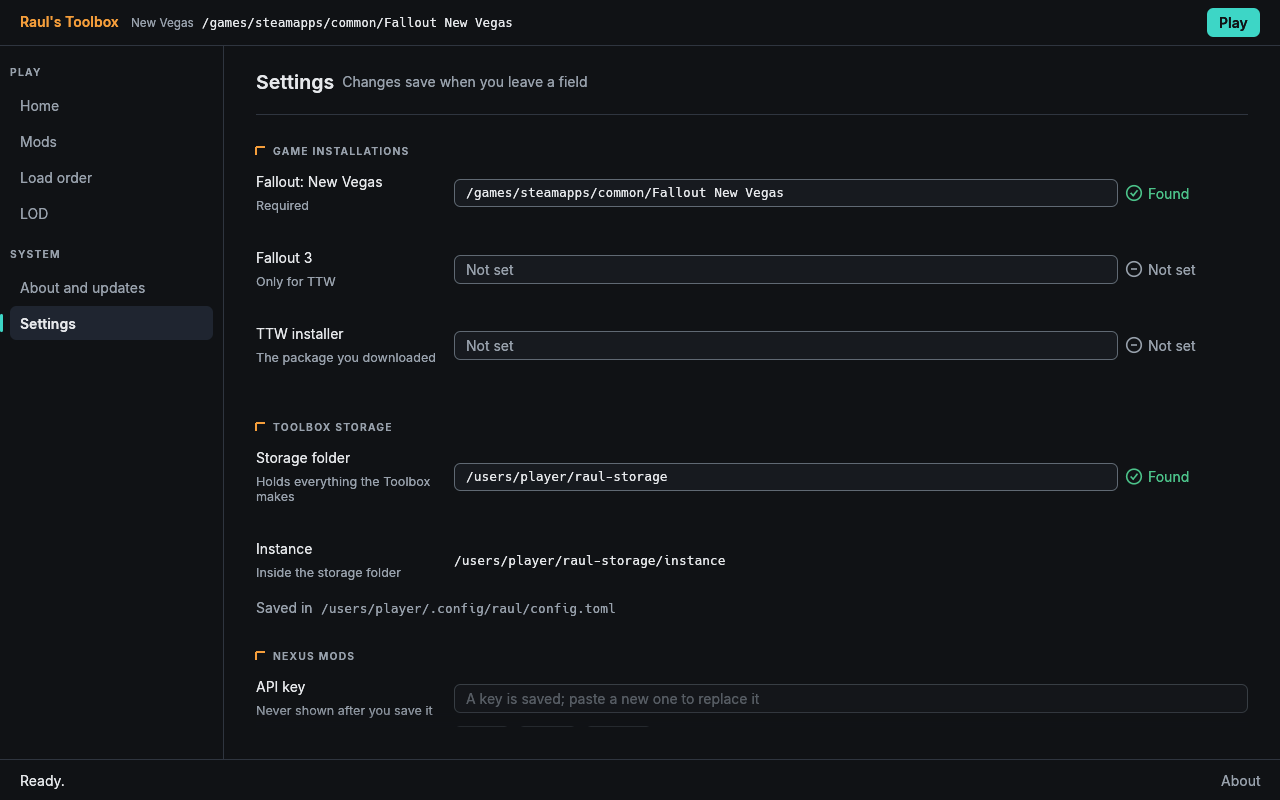 Raul's Toolbox New Vegas /games/steamapps/common/Fallout New Vegas
Play
PLAY
Home
Mods
Load order
LOD
SYSTEM
About and updates
Settings
Settings Changes save when you leave a field
GAME INSTALLATIONS
Fallout: New Vegas
Required
/games/steamapps/common/Fallout New Vegas
Found
Fallout 3
Only for TTW
Not set
Not set
TTW installer
The package you downloaded
Not set
Not set
TOOLBOX STORAGE
Storage folder
Holds everything the Toolbox
makes
/users/player/raul-storage
Found
Instance
Inside the storage folder
/users/player/raul-storage/instance
Saved in /users/player/.config/raul/config.toml
NEXUS MODS
API key
Never shown after you save it
A key is saved; paste a new one to replace it
Ready.
About